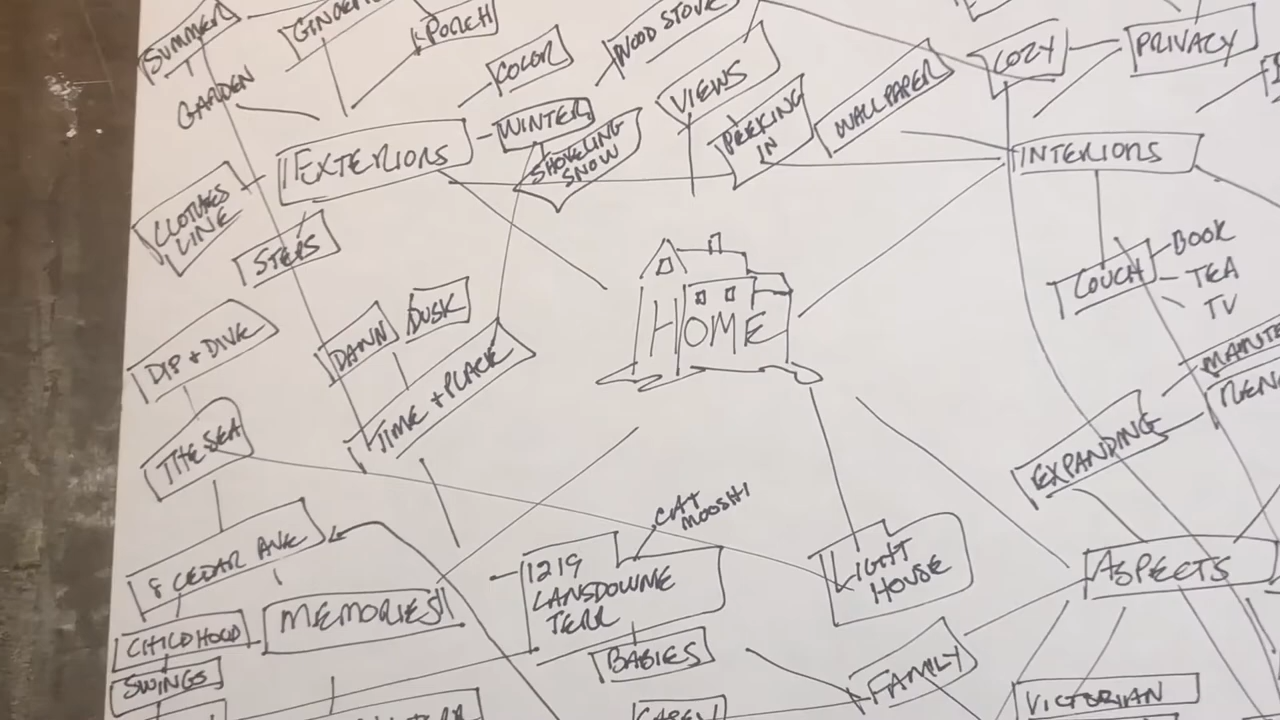 SUMMER
PORCH
GARDEN
COLOR
WOOD STOVE
VIEWS
COZY
PRIVACY
EXTERIORS
WINTER
SHOVELING
SNOW
PEEKING
IN
WALLPAPER
INTERIORS
CLOTHES
LINE
STEPS
COUCH
BOOK
TEA
TV
DIP + DIVE
DAWN
DUSK
TIME + PLACE
HOME
THE SEA
EXPANDING
8 CEDAR AVE
CAT
MOOSHI
1219
LANSDOWNE
TERR
LIGHT
HOUSE
ASPECTS
CHILDHOOD
MEMORIES
SWINGS
BABIES
FAMILY
VICTORIAN
CAREY